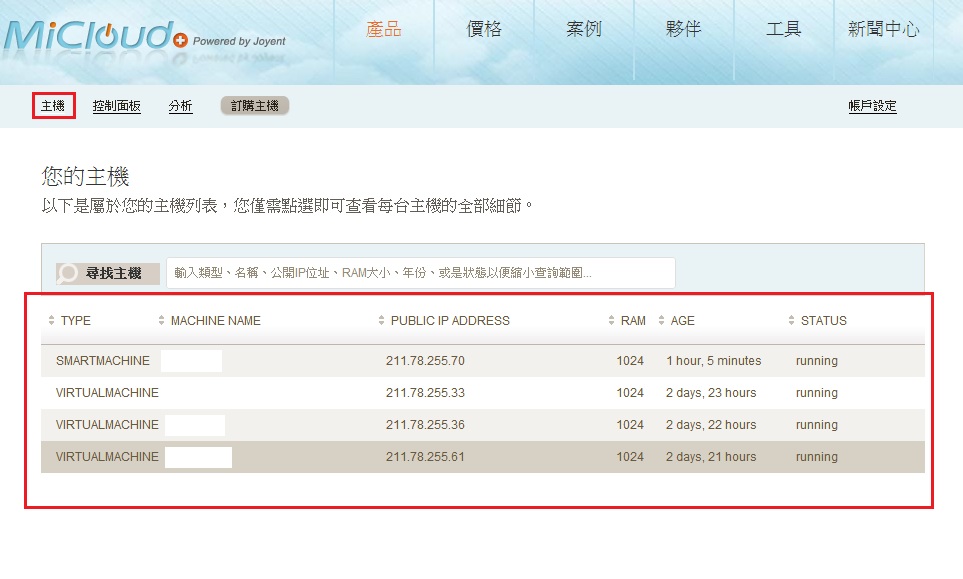 MiCloud Powered by Joyent
產品 價格 案例 夥伴 工具 新聞中心
主機 控制面板 分析 訂購主機 帳戶設定
您的主機
以下是屬於您的主機列表，您僅需點選即可查看每台主機的全部細節。
尋找主機 輸入類型、名稱、公開IP位址、RAM大小、年份、或是狀態以便縮小查詢範圍...
TYPE MACHINE NAME PUBLIC IP ADDRESS RAM AGE STATUS
SMARTMACHINE 211.78.255.70 1024 1 hour, 5 minutes running
VIRTUALMACHINE 211.78.255.33 1024 2 days, 23 hours running
VIRTUALMACHINE 211.78.255.36 1024 2 days, 22 hours running
VIRTUALMACHINE 211.78.255.61 1024 2 days, 21 hours running